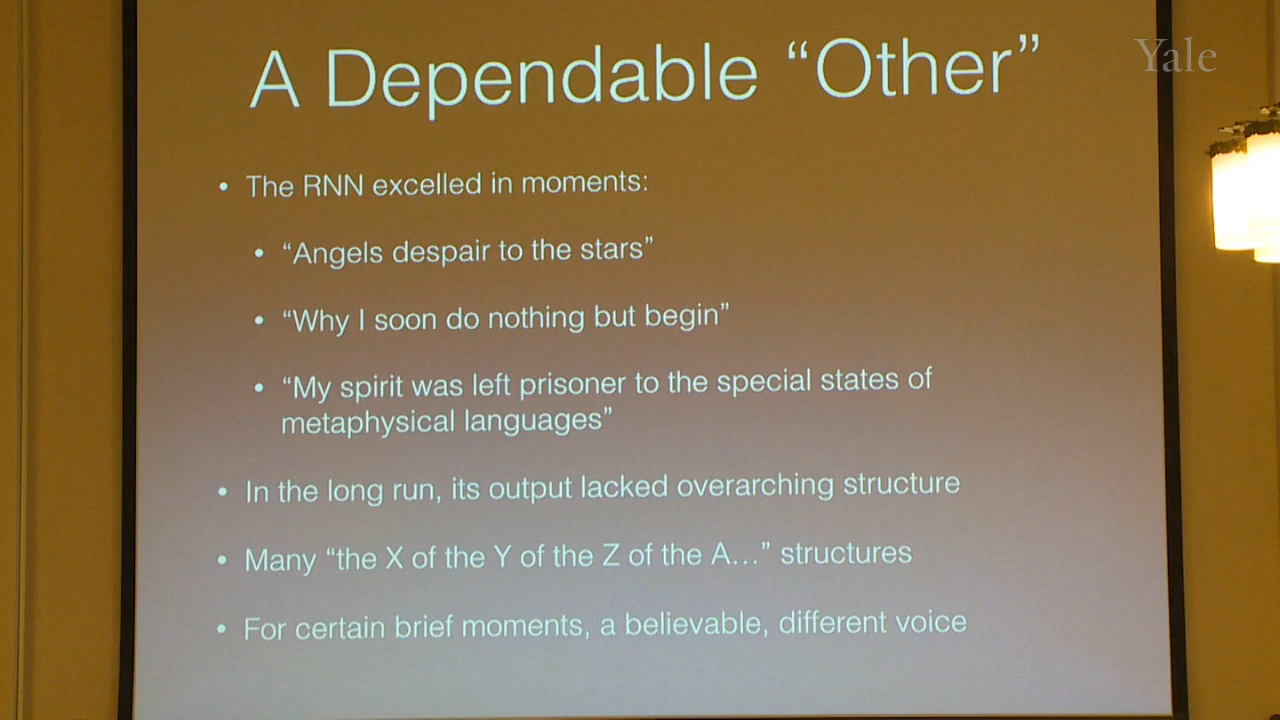 A Dependable “Other”
Yale
• The RNN excelled in moments:
• “Angels despair to the stars”
• “Why I soon do nothing but begin”
• “My spirit was left prisoner to the special states of
metaphysical languages”
• In the long run, its output lacked overarching structure
• Many “the X of the Y of the Z of the A…” structures
• For certain brief moments, a believable, different voice